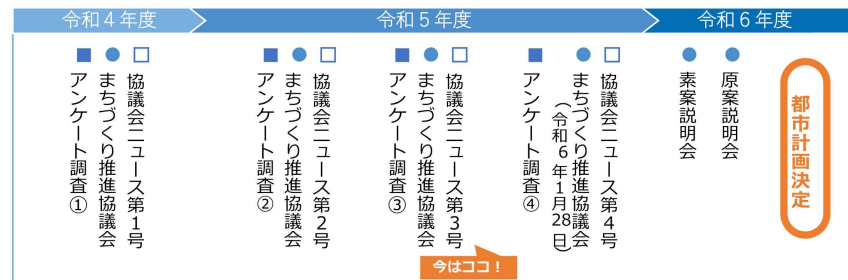 令和4年度
令和5年度
令和6年度
アンケート調査①
まちづくり推進協議会
協議会ニュース第1号
アンケート調査②
まちづくり推進協議会
協議会ニュース第2号
アンケート調査③
まちづくり推進協議会
協議会ニュース第3号
アンケート調査④
まちづくり推進協議会
（令和6年1月28日）
協議会ニュース第4号
素案説明会
原案説明会
都市計画決定
今はココ！